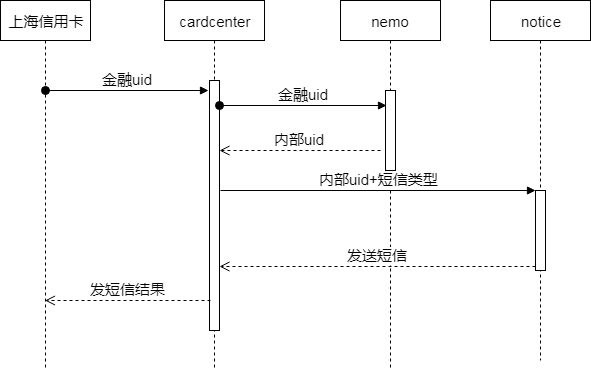 上海信用卡
cardcenter
nemo
notice
金融uid
金融uid
内部uid
内部uid+短信类型
发送短信
发短信结果